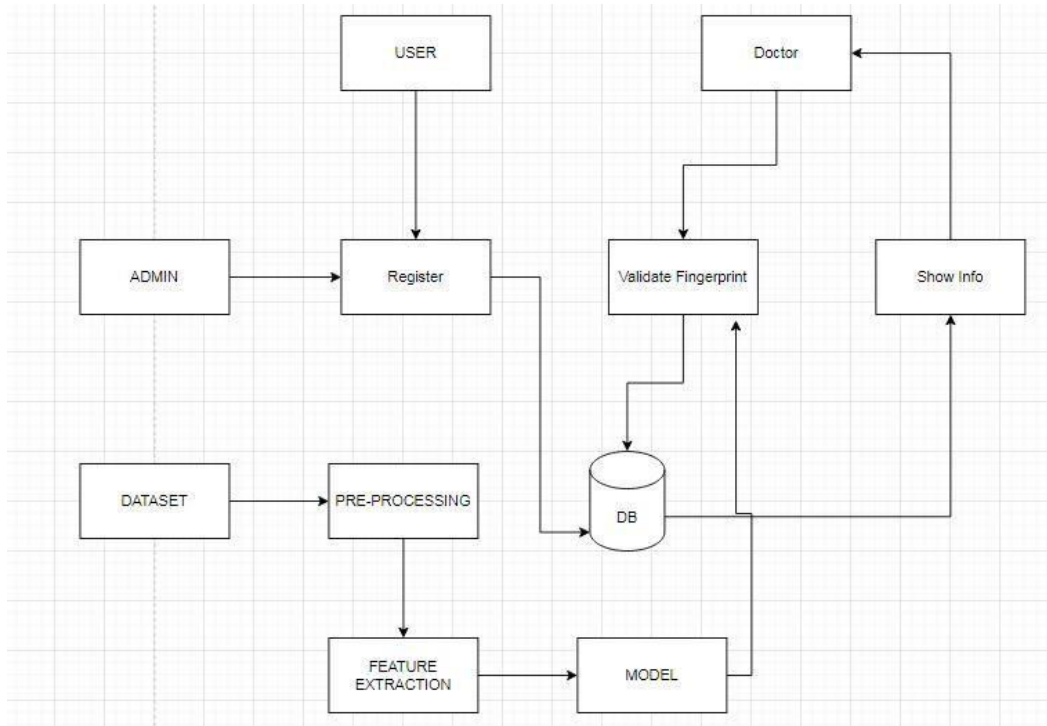 USER
Doctor
ADMIN
Register
Validate Fingerprint
Show Info
DATASET
PRE-PROCESSING
DB
FEATURE
EXTRACTION
MODEL